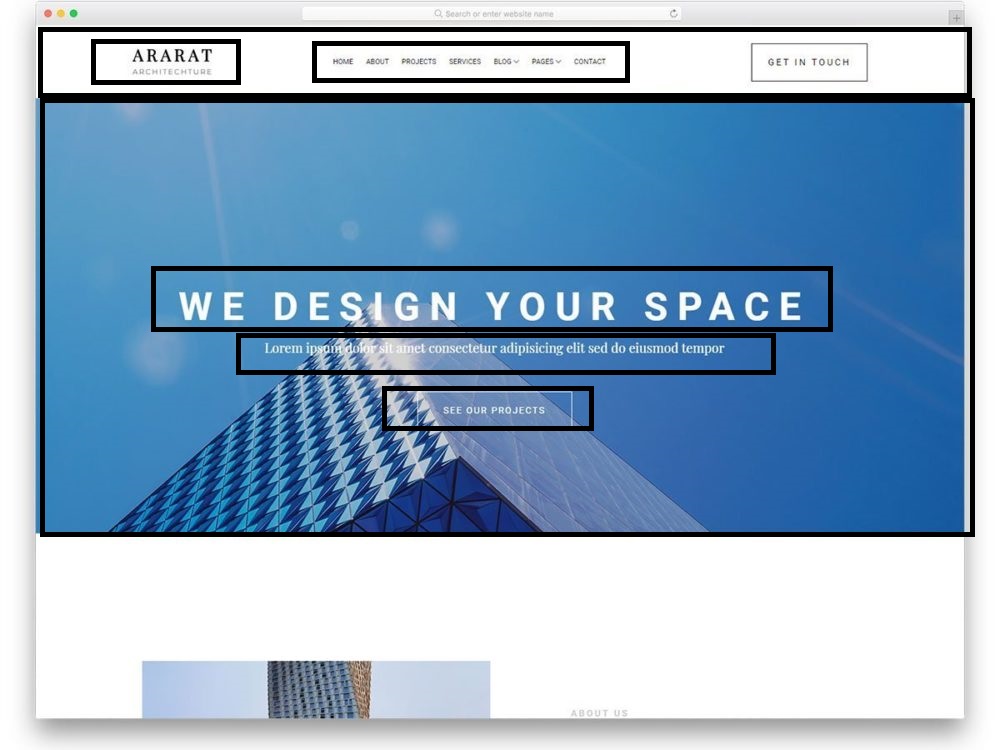 Search or enter website name
ARARAT
ARCHITECHTURE
HOME ABOUT PROJECTS SERVICES BLOG PAGES CONTACT
GET IN TOUCH
WE DESIGN YOUR SPACE
Lorem ipsum dolor sit amet consectetur adipisicing elit sed do eiusmod tempor
SEE OUR PROJECTS
ABOUT US